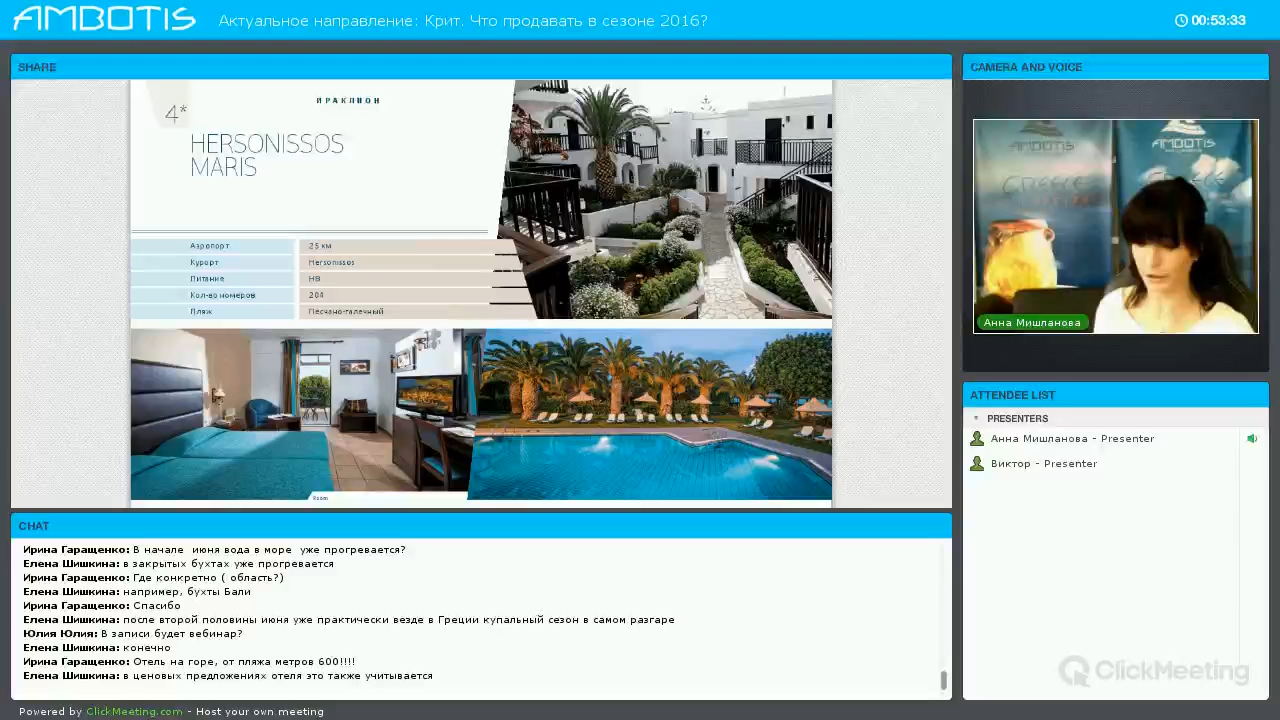 AMBOTIS
Актуальное направление: Крит. Что продавать в сезоне 2016?
00:53:33
SHARE
ИРАКЛИОН
4*
HERSONISSOS
MARIS
Аэропорт 25 км
Курорт Hersonissos
Питание HB
Кол-во номеров 204
Пляж Песчано-галечный
Room
CAMERA AND VOICE
AMBOTIS
AMBOTIS
GREECE
Анна Мишланова
ATTENDEE LIST
PRESENTERS
Анна Мишланова - Presenter
Виктор - Presenter
ClickMeeting
CHAT
Ирина Гаращенко: В начале июня вода в море уже прогревается?
Елена Шишкина: в закрытых бухтах уже прогревается
Ирина Гаращенко: Где конкретно ( область?)
Елена Шишкина: например, бухты Бали
Ирина Гаращенко: Спасибо
Елена Шишкина: после второй половины июня уже практически везде в Греции купальный сезон в самом разгаре
Юлия Юлия: В записи будет вебинар?
Елена Шишкина: конечно
Ирина Гаращенко: Отель на горе, от пляжа метров 600!!!!
Елена Шишкина: в ценовых предложениях отеля это также учитывается
Powered by ClickMeeting.com - Host your own meeting